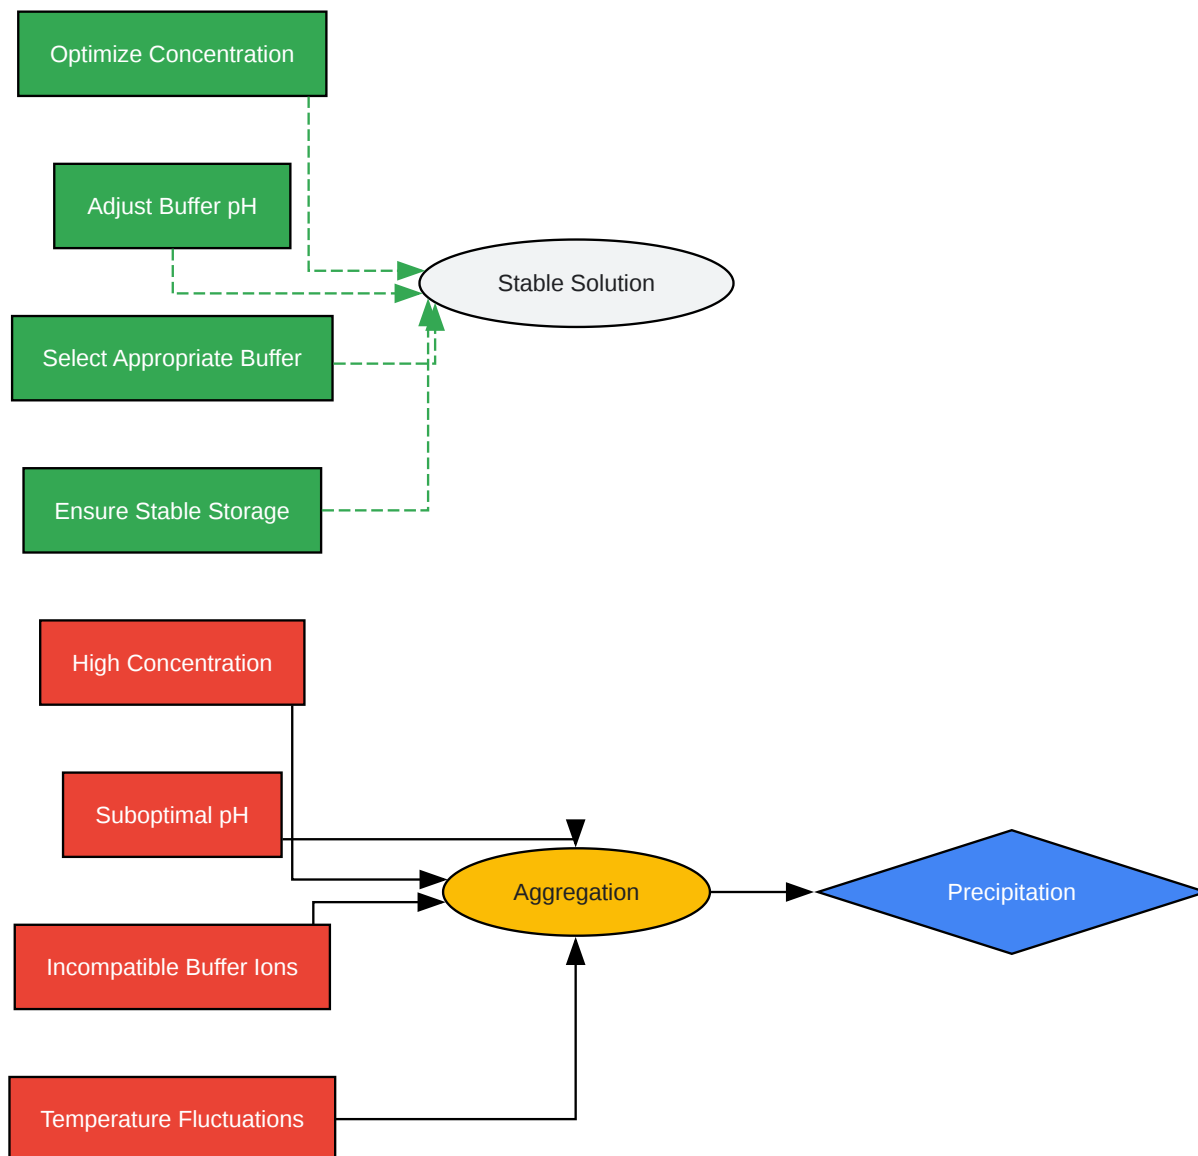 Optimize Concentration
Adjust Buffer pH
Stable Solution
Select Appropriate Buffer
Ensure Stable Storage
High Concentration
Suboptimal pH
Aggregation
Precipitation
Incompatible Buffer Ions
Temperature Fluctuations